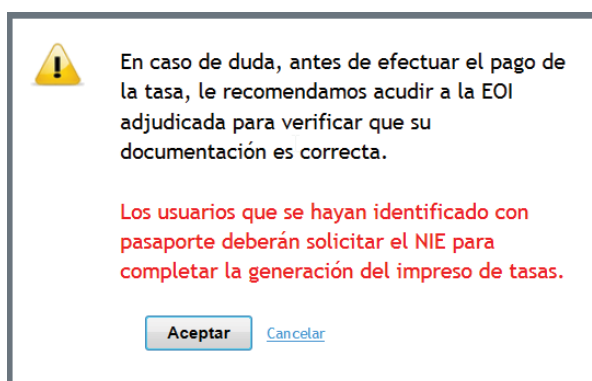 En caso de duda, antes de efectuar el pago de
la tasa, le recomendamos acudir a la EOI
adjudicada para verificar que su
documentación es correcta.
Los usuarios que se hayan identificado con
pasaporte deberán solicitar el NIE para
completar la generación del impreso de tasas.
Aceptar Cancelar